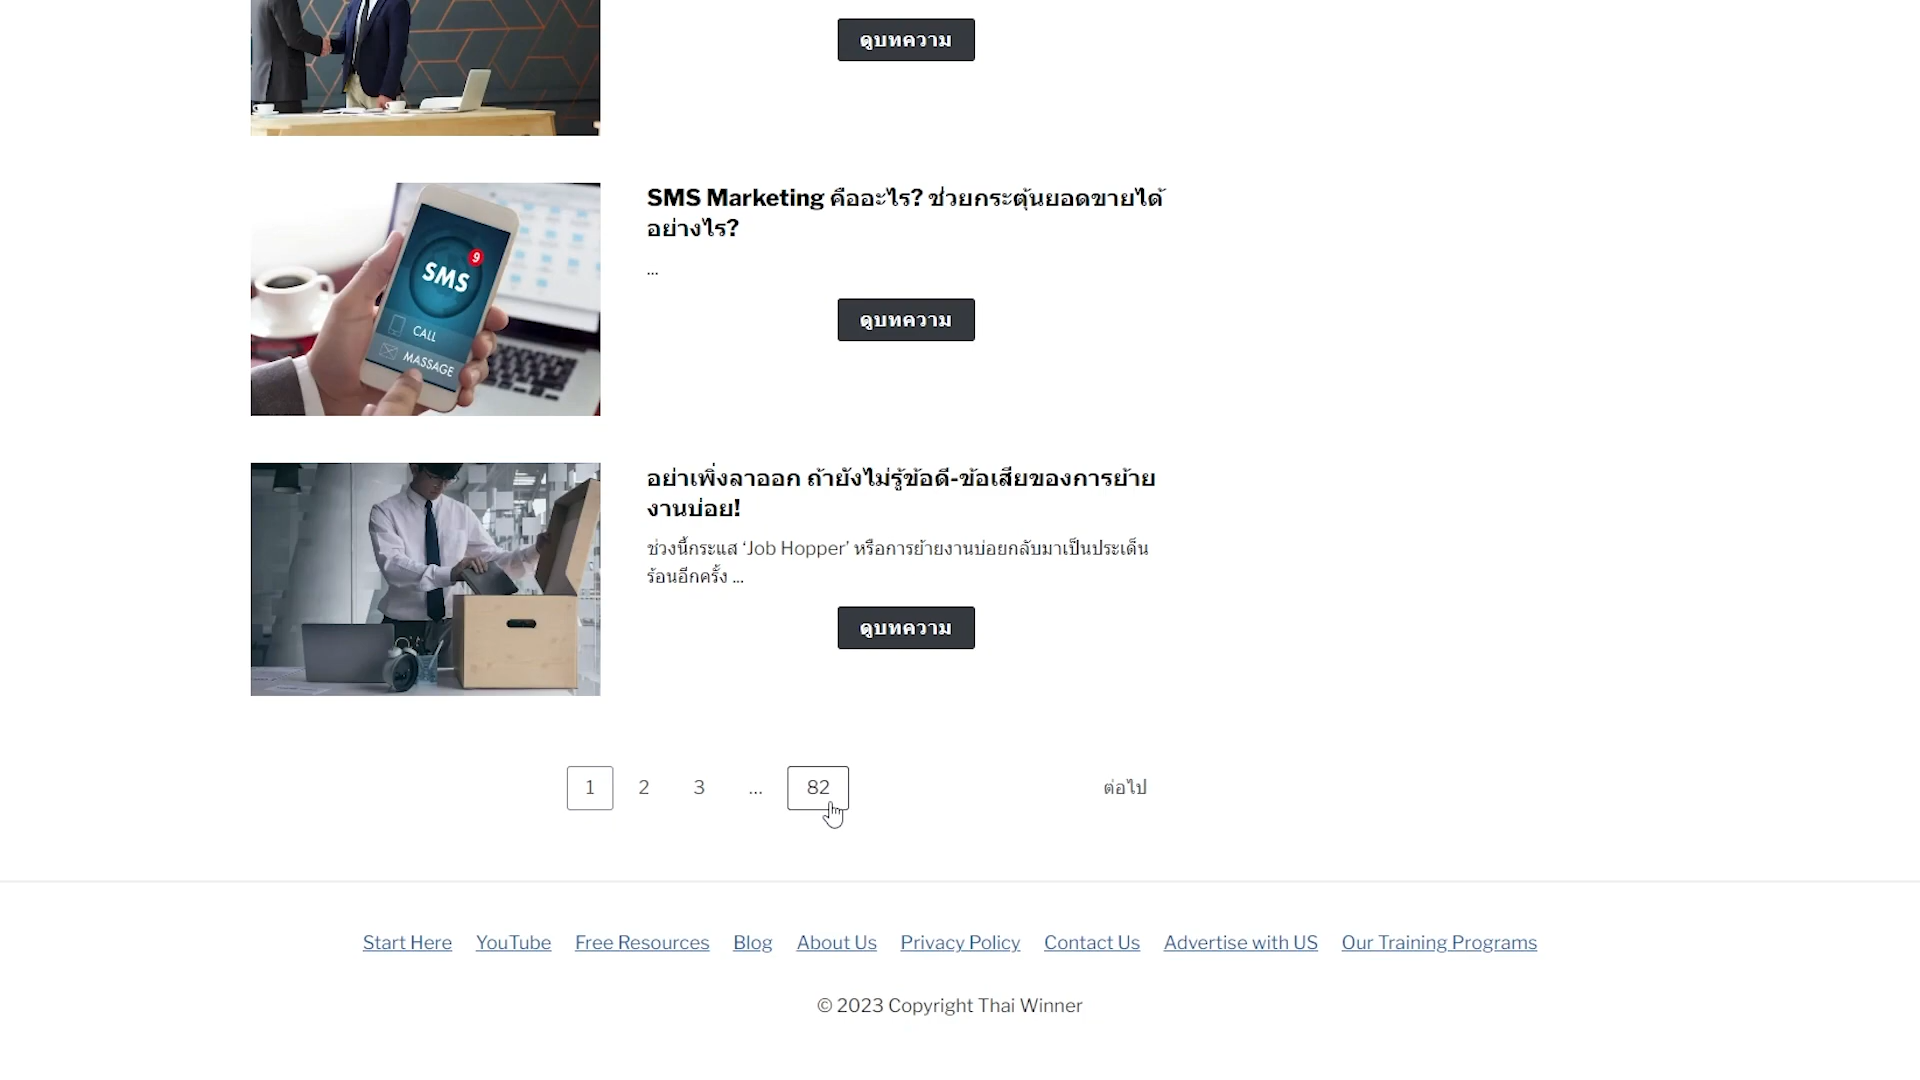 ดูบทความ
SMS Marketing คืออะไร? ช่วยกระตุ้นยอดขายได้
อย่างไร?
...
ดูบทความ
9
SMS
CALL
MASSAGE
อย่าเพิ่งลาออก ถ้ายังไม่รู้ข้อดี-ข้อเสียของการย้าย
งานบ่อย!
ช่วงนี้กระแส ‘Job Hopper’ หรือการย้ายงานบ่อยกลับมาเป็นประเด็น
ร้อนอีกครั้ง ...
ดูบทความ
1 2 3 ... 82 ต่อไป
Start Here YouTube Free Resources Blog About Us Privacy Policy Contact Us Advertise with US Our Training Programs
© 2023 Copyright Thai Winner